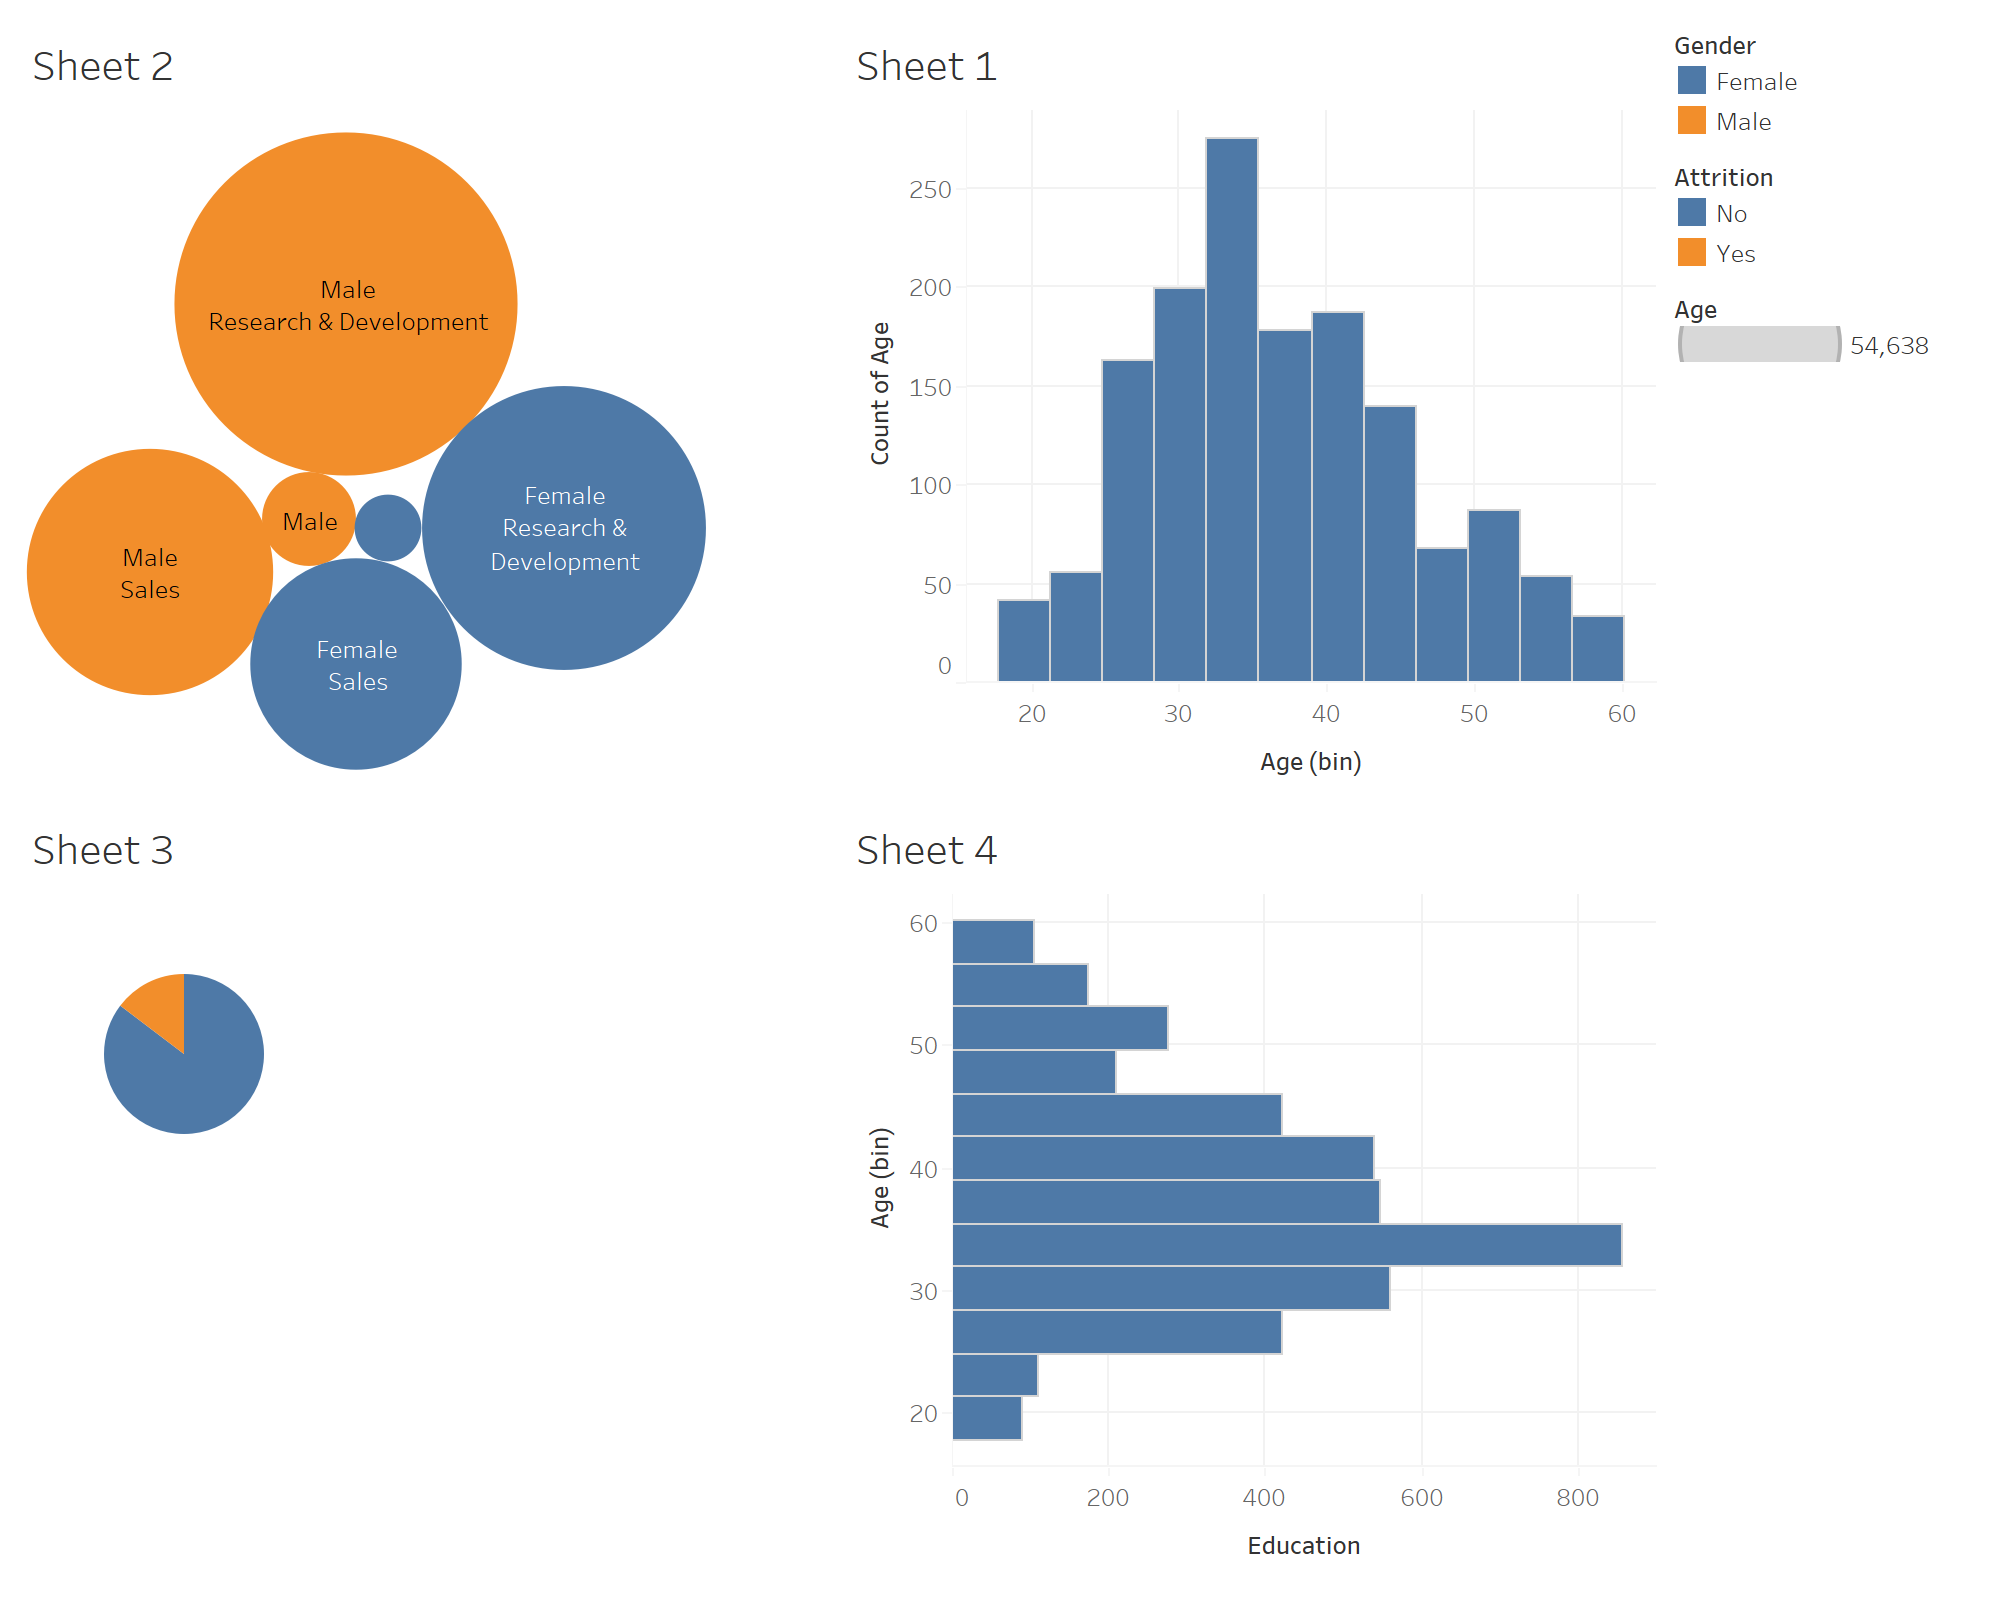 Sheet 2
Male
Research & Development
Female
Research &
Development
Male
Male
Sales
Female
Sales
Sheet 1
Count of Age
250
200
150
100
50
0
20 30 40 50 60
Age (bin)
Gender
Female
Male
Attrition
No
Yes
Age
54,638
Sheet 3
Sheet 4
Age (bin)
60
50
40
30
20
0 200 400 600 800
Education